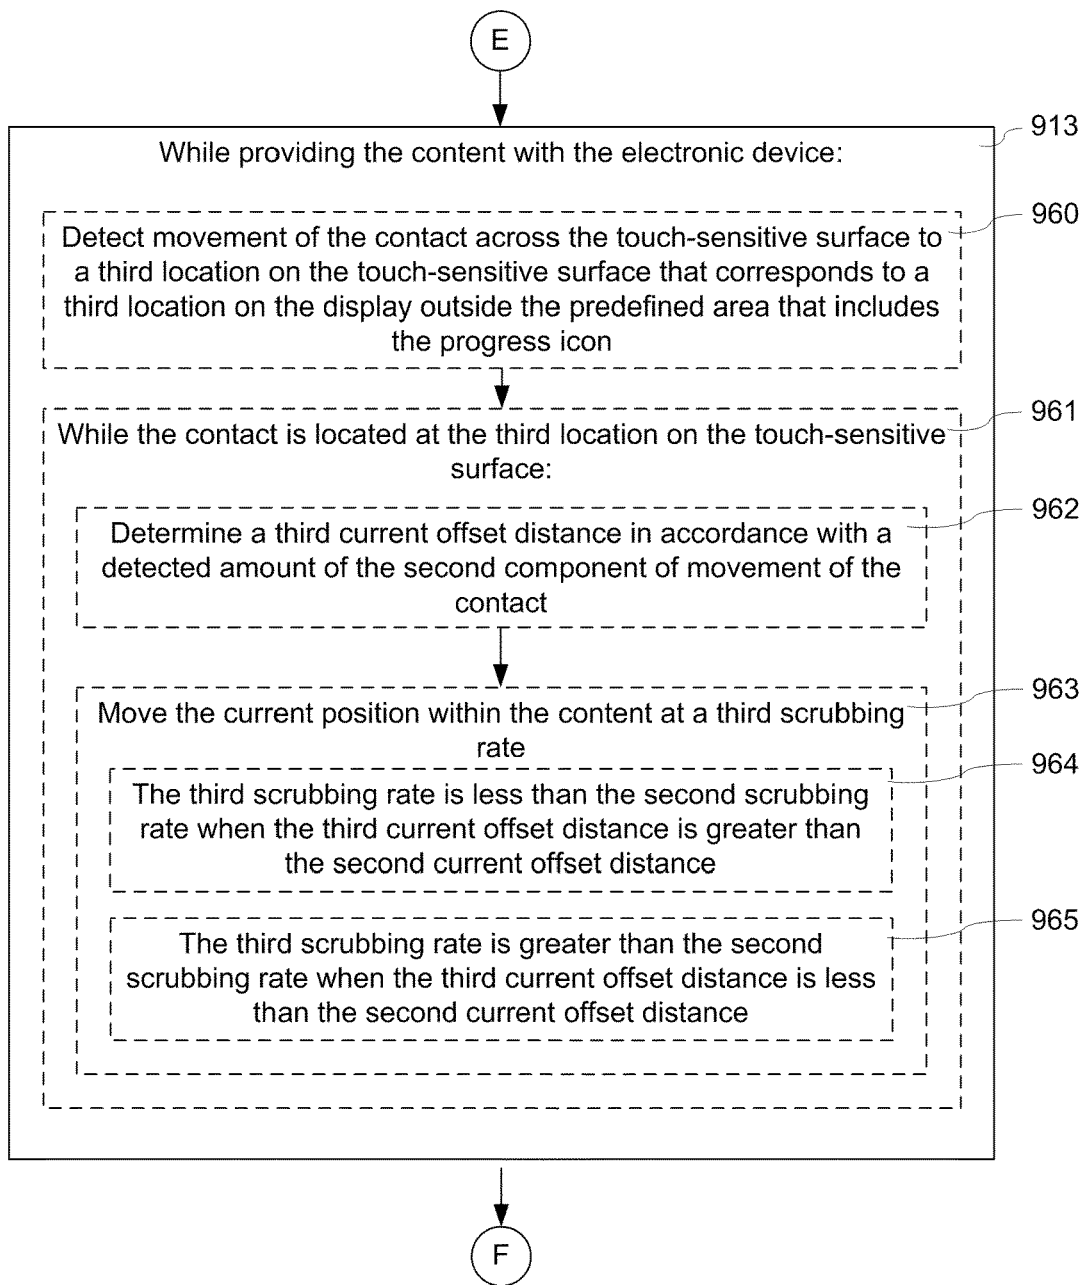 E
913
While providing the content with the electronic device:
960
Detect movement of the contact across the touch-sensitive surface to
a third location on the touch-sensitive surface that corresponds to a
third location on the display outside the predefined area that includes
the progress icon
961
While the contact is located at the third location on the touch-sensitive
surface:
962
Determine a third current offset distance in accordance with a
detected amount of the second component of movement of the
contact
963
Move the current position within the content at a third scrubbing
rate
964
The third scrubbing rate is less than the second scrubbing
rate when the third current offset distance is greater than
the second current offset distance
965
The third scrubbing rate is greater than the second
scrubbing rate when the third current offset distance is less
than the second current offset distance
F